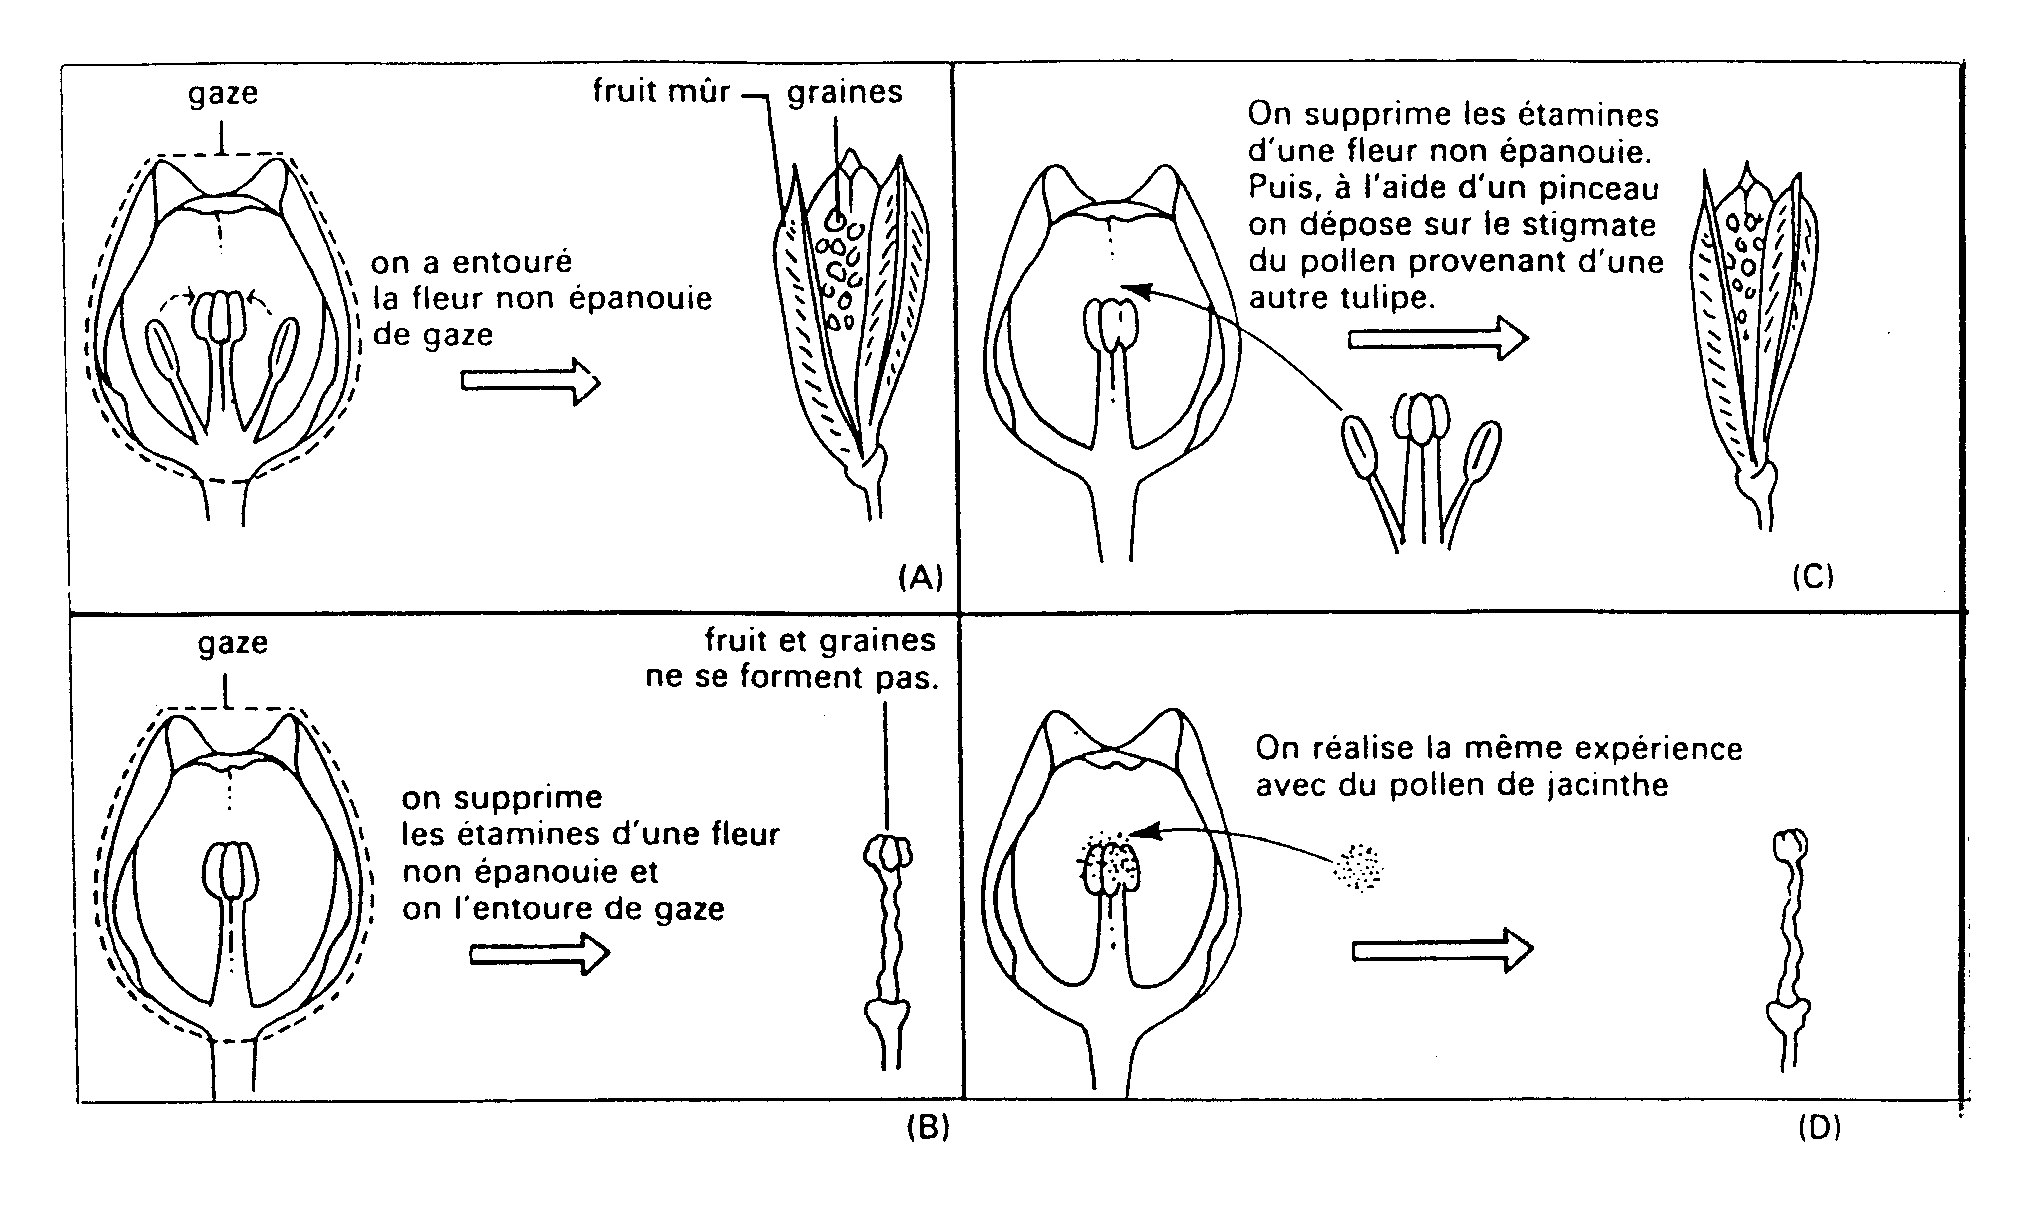 gaze
fruit mûr
graines
on a entouré
la fleur non épanouie
de gaze
(A)
On supprime les étamines
d'une fleur non épanouie.
Puis, à l'aide d'un pinceau
on dépose sur le stigmate
du pollen provenant d'une
autre tulipe.
(C)
gaze
fruit et graines
ne se forment pas.
on supprime
les étamines d'une fleur
non épanouie et
on l'entoure de gaze
(B)
On réalise la même expérience
avec du pollen de jacinthe
(D)